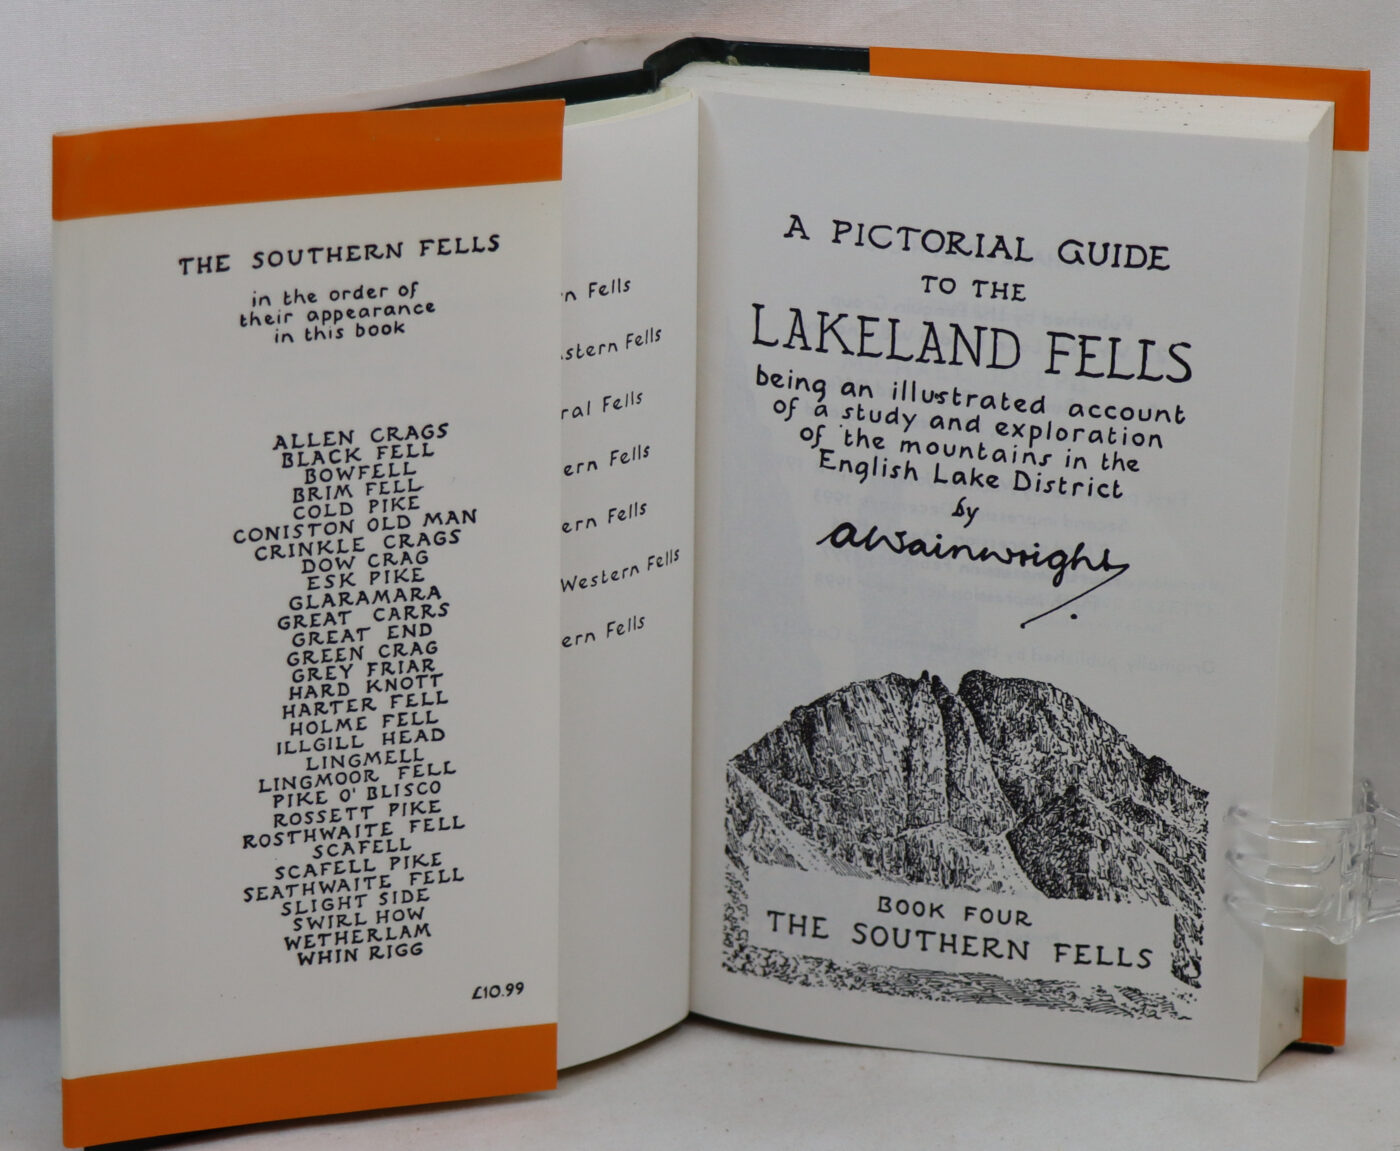 THE SOUTHERN FELLS
in the order of
their appearance
in this book
ALLEN CRAGS
BLACK FELL
BOWFELL
BRIM FELL
COLD PIKE
CONISTON OLD MAN
CRINKLE CRAGS
DOW CRAG
ESK PIKE
GLARAMARA
GREAT CARRS
GREAT END
GREEN CRAG
GREY FRIAR
HARD KNOTT
HARTER FELL
HOLME FELL
ILLGILL HEAD
LINGMELL
LINGMOOR FELL
PIKE O' BLISCO
ROSSETT PIKE
ROSTHWAITE FELL
SCAFELL
SCAFELL PIKE
SEATHWAITE FELL
SLIGHT SIDE
SWIRL HOW
WETHERLAM
WHIN RIGG
£10.99
Fells
Fells
Fells
Fells
Fells
Western Fells
Fells
A PICTORIAL GUIDE
TO THE
LAKELAND FELLS
being an illustrated account
of a study and exploration
of the mountains in the
English Lake District
by
AWainwright
BOOK FOUR
THE SOUTHERN FELLS